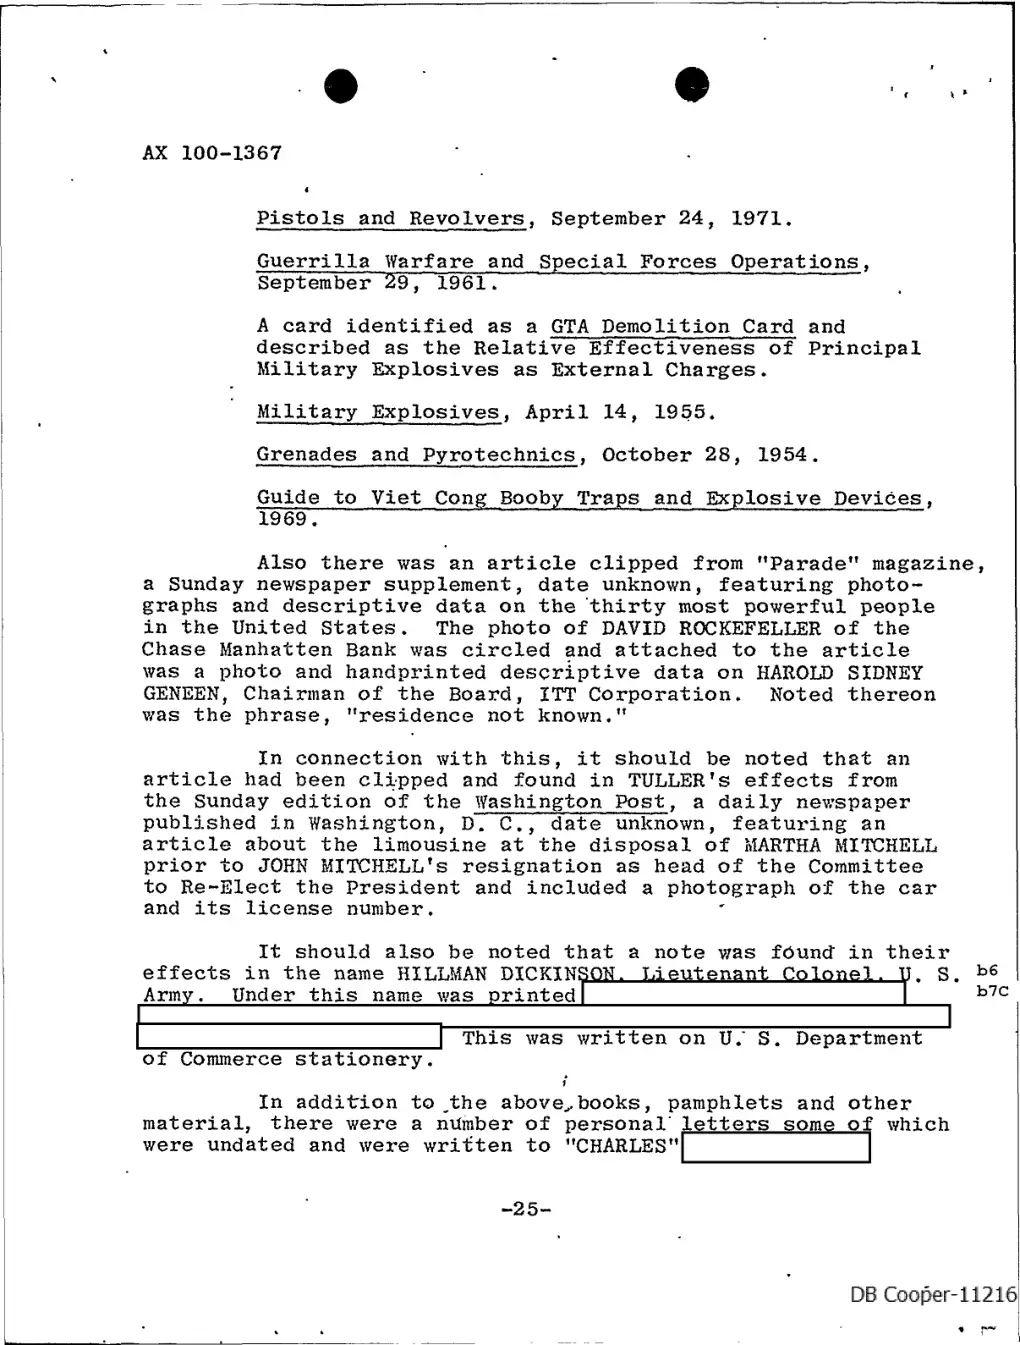 AX 100-1367
Pistols and Revolvers, September 24, 1971.
Guerrilla Warfare and Special Forces Operations,
September 29, 1961.
A card identified as a GTA Demolition Card and
described as the Relative Effectiveness of Principal
Military Explosives as External Charges.
Military Explosives, April 14, 1955.
Grenades and Pyrotechnics, October 28, 1954.
Guide to Viet Cong Booby Traps and Explosive Devices,
1969.
Also there was an article clipped from "Parade" magazine,
a Sunday newspaper supplement, date unknown, featuring photo-
graphs and descriptive data on the thirty most powerful people
in the United States. The photo of DAVID ROCKEFELLER of the
Chase Manhatten Bank was circled and attached to the article
was a photo and handprinted descriptive data on HAROLD SIDNEY
GENEEN, Chairman of the Board, ITT Corporation. Noted thereon
was the phrase, "residence not known."
In connection with this, it should be noted that an
article had been clipped and found in TULLER's effects from
the Sunday edition of the Washington Post, a daily newspaper
published in Washington, D. C., date unknown, featuring an
article about the limousine at the disposal of MARTHA MITCHELL
prior to JOHN MITCHELL's resignation as head of the Committee
to Re-Elect the President and included a photograph of the car
and its license number.
It should also be noted that a note was found in their
effects in the name HILLMAN DICKINSON, Lieutenant Colonel, U. S. b6
Army. Under this name was printed b7C
This was written on U. S. Department
of Commerce stationery.
In addition to the above, books, pamphlets and other
material, there were a number of personal letters some of which
were undated and were written to "CHARLES"
-25-
DB Cooper-11216